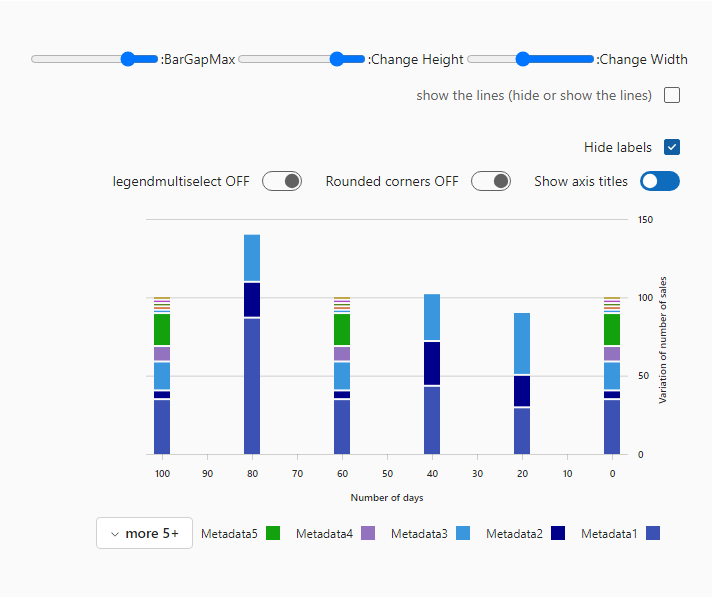 :BarGapMax :Change Height :Change Width
show the lines (hide or show the lines)
Hide labels
legendmultiselect OFF Rounded corners OFF Show axis titles
150
100
50
0
Variation of number of sales
100 90 80 70 60 50 40 30 20 10 0
Number of days
more 5+ Metadata5 Metadata4 Metadata3 Metadata2 Metadata1